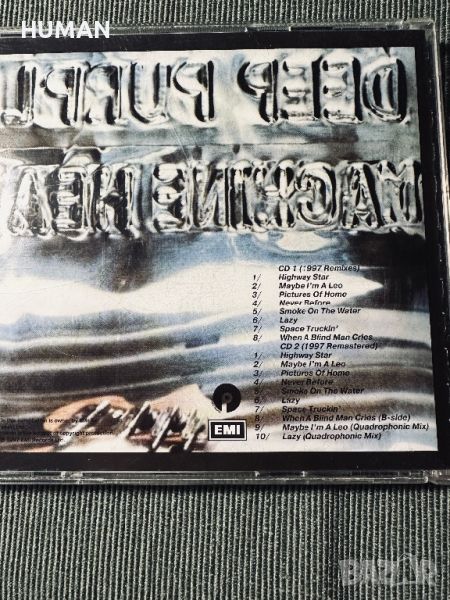 HUMAN
DEEP PURPL
MACHINE HEA
CD 1 (1997 Remixes)
1/ Highway Star
2/ Maybe I'm A Leo
3/ Pictures Of Home
4/ Never Before
5/ Smoke On The Water
6/ Lazy
7/ Space Truckin'
8/ When A Blind Man Cries
CD 2 (1997 Remastered)
1/ Highway Star
2/ Maybe I'm A Leo
3/ Pictures Of Home
4/ Never Before
5/ Smoke On The Water
6/ Lazy
7/ Space Truckin'
8/ When A Blind Man Cries (B-side)
9/ Maybe I'm A Leo (Quadrophonic Mix)
10/ Lazy (Quadrophonic Mix)
P
EMI
BAZAR